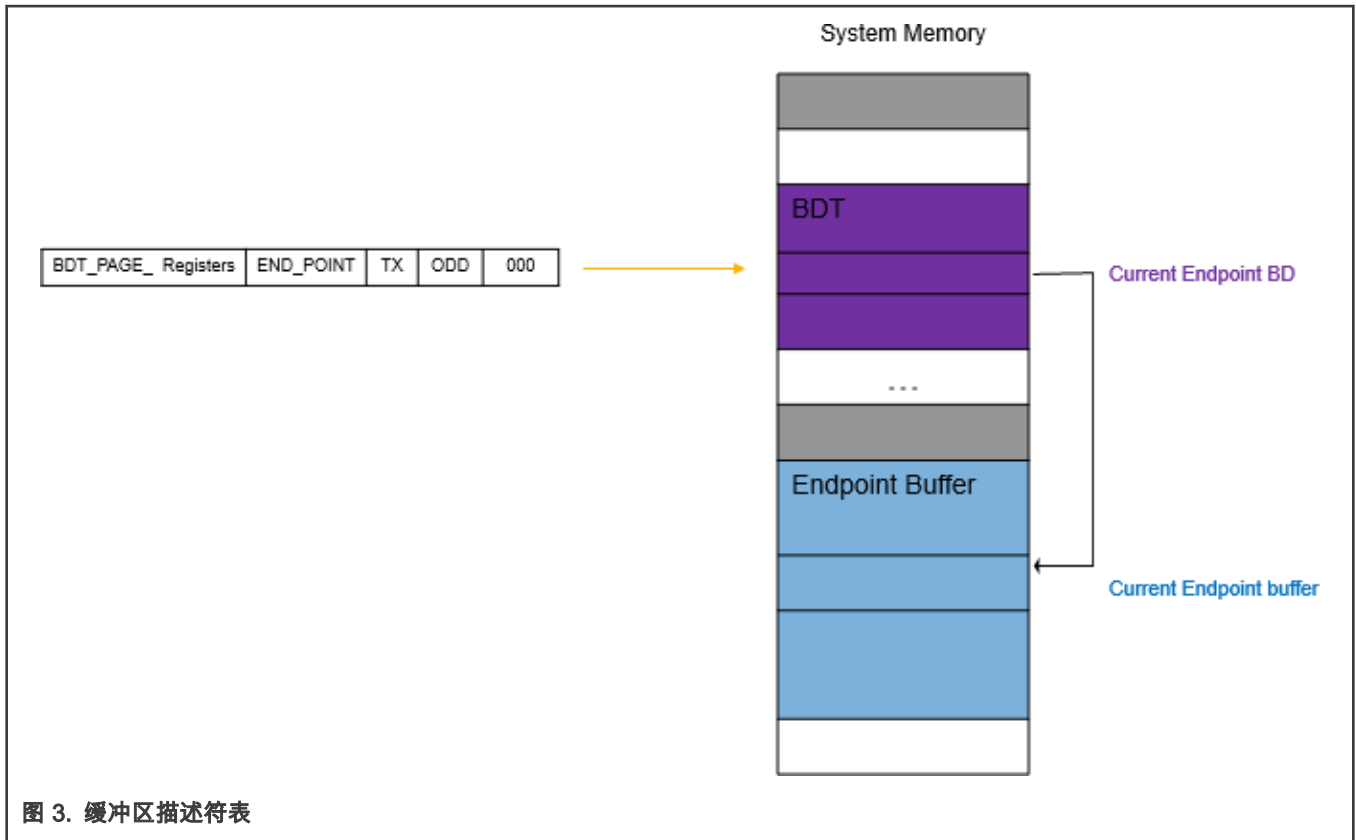 System Memory
BDT
BDT_PAGE_ Registers END_POINT TX ODD 000
Current Endpoint BD
...
Endpoint Buffer
Current Endpoint buffer
图 3. 缓冲区描述符表